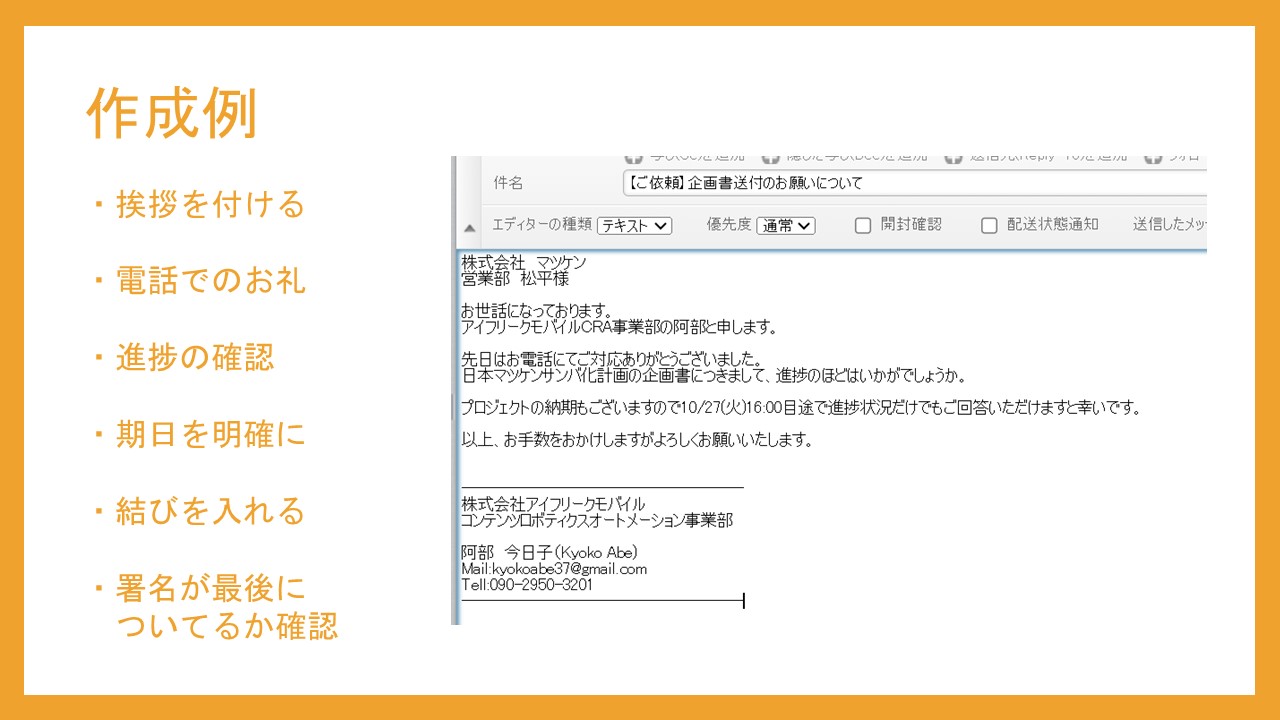 作成例
・挨拶を付ける
・電話でのお礼
・進捗の確認
・期日を明確に
・結びを入れる
・署名が最後に
ついてるか確認
件名 【ご依頼】企画書送付のお願いについて
エディターの種類 テキスト 優先度 通常 開封確認 配送状態通知 送信したメッ
株式会社 マツケン
営業部 松平様
お世話になっております。
アイフリークモバイルCRA事業部の阿部と申します。
先日はお電話にてご対応ありがとうございました。
日本マツケンサンバ化計画の企画書につきまして、進捗のほどはいかがでしょうか。
プロジェクトの納期もございますので10/27(火)16:00目途で進捗状況だけでもご回答いただけますと幸いです。
以上、お手数をおかけしますがよろしくお願いいたします。
株式会社アイフリークモバイル
コンテンツロボティクスオートメーション事業部
阿部 今日子(Kyoko Abe)
Mail:kyokoabe37@gmail.com
Tell:090-2950-3201